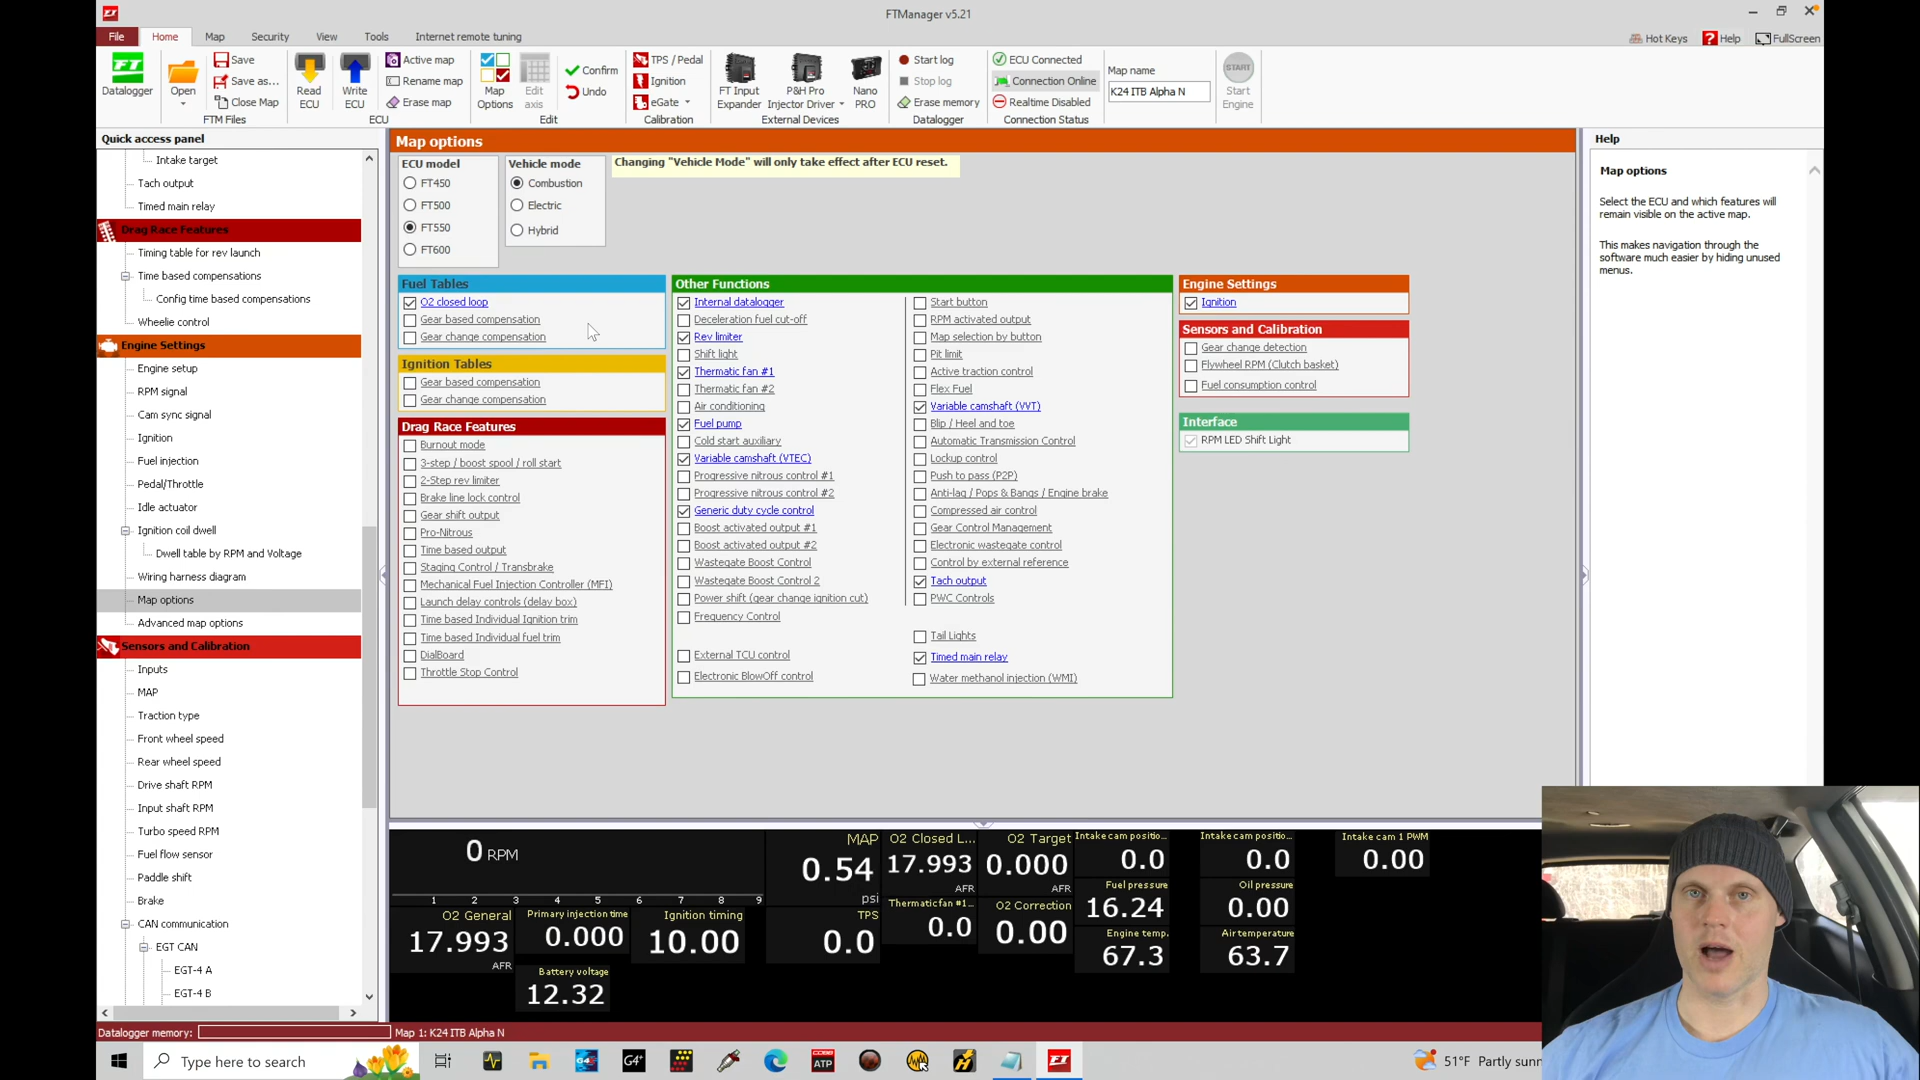 FTManager v5.21
File
Home
Map
Security
View
Tools
Internet remote tuning
Hot Keys
Help
FullScreen
Datalogger
Open
Save
Save as...
Close Map
FTM Files
Read ECU
Write ECU
Active map
Rename map
Erase map
ECU
Map Options
Edit axis
Confirm
Undo
Edit
TPS / Pedal
Ignition
eGate
Calibration
FT Input Expander
P&H Pro Injector Driver
Nano PRO
External Devices
Start log
Stop log
Erase memory
Datalogger
ECU Connected
Connection Online
Realtime Disabled
Connection Status
Map name
K24 ITB Alpha N
START
Start Engine
Quick access panel
Intake target
Tach output
Timed main relay
Drag Race Features
Timing table for rev launch
Time based compensations
Config time based compensations
Wheelie control
Engine Settings
Engine setup
RPM signal
Cam sync signal
Ignition
Fuel injection
Pedal/Throttle
Idle actuator
Ignition coil dwell
Dwell table by RPM and Voltage
Wiring harness diagram
Map options
Advanced map options
Sensors and Calibration
Inputs
MAP
Traction type
Front wheel speed
Rear wheel speed
Drive shaft RPM
Input shaft RPM
Turbo speed RPM
Fuel flow sensor
Paddle shift
Brake
CAN communication
EGT CAN
EGT-4 A
EGT-4 B
Map options
ECU model
FT450
FT500
FT550
FT600
Vehicle mode
Combustion
Electric
Hybrid
Changing "Vehicle Mode" will only take effect after ECU reset.
Fuel Tables
O2 closed loop
Gear based compensation
Gear change compensation
Ignition Tables
Gear based compensation
Gear change compensation
Drag Race Features
Burnout mode
3-step / boost spool / roll start
2-Step rev limiter
Brake line lock control
Gear shift output
Pro-Nitrous
Time based output
Staging Control / Transbrake
Mechanical Fuel Injection Controller (MFI)
Launch delay controls (delay box)
Time based Individual Ignition trim
Time based Individual fuel trim
DialBoard
Throttle Stop Control
Other Functions
Internal datalogger
Deceleration fuel cut-off
Rev limiter
Shift light
Thermatic fan #1
Thermatic fan #2
Air conditioning
Fuel pump
Cold start auxiliary
Variable camshaft (VTEC)
Progressive nitrous control #1
Progressive nitrous control #2
Generic duty cycle control
Boost activated output #1
Boost activated output #2
Wastegate Boost Control
Wastegate Boost Control 2
Power shift (gear change ignition cut)
Frequency Control
External TCU control
Electronic BlowOff control
Start button
RPM activated output
Map selection by button
Pit limit
Active traction control
Flex Fuel
Variable camshaft (VVT)
Blip / Heel and toe
Automatic Transmission Control
Lockup control
Push to pass (P2P)
Anti-lag / Pops & Bangs / Engine brake
Compressed air control
Gear Control Management
Electronic wastegate control
Control by external reference
Tach output
PWC Controls
Tail Lights
Timed main relay
Water methanol injection (WMI)
Engine Settings
Ignition
Sensors and Calibration
Gear change detection
Flywheel RPM (Clutch basket)
Fuel consumption control
Interface
RPM LED Shift Light
Help
Map options
Select the ECU and which features will
remain visible on the active map.
This makes navigation through the
software much easier by hiding unused
menus.
0 RPM
1 2 3 4 5 6 7 8 9
O2 General
17.993
AFR
Primary injection time
0.000
Ignition timing
10.00
Battery voltage
12.32
MAP
0.54
psi
TPS
0.0
O2 Closed L...
17.993
AFR
Thermatic fan #1...
0.0
O2 Target
0.000
AFR
O2 Correction
0.00
Intake cam positio...
0.0
Fuel pressure
16.24
Engine temp.
67.3
Intake cam positio...
0.0
Oil pressure
0.00
Air temperature
63.7
Intake cam 1 PWM
0.00
Datalogger memory:
Map 1: K24 ITB Alpha N
Type here to search
G4+
COBB
ATP
FT
51°F Partly sunn